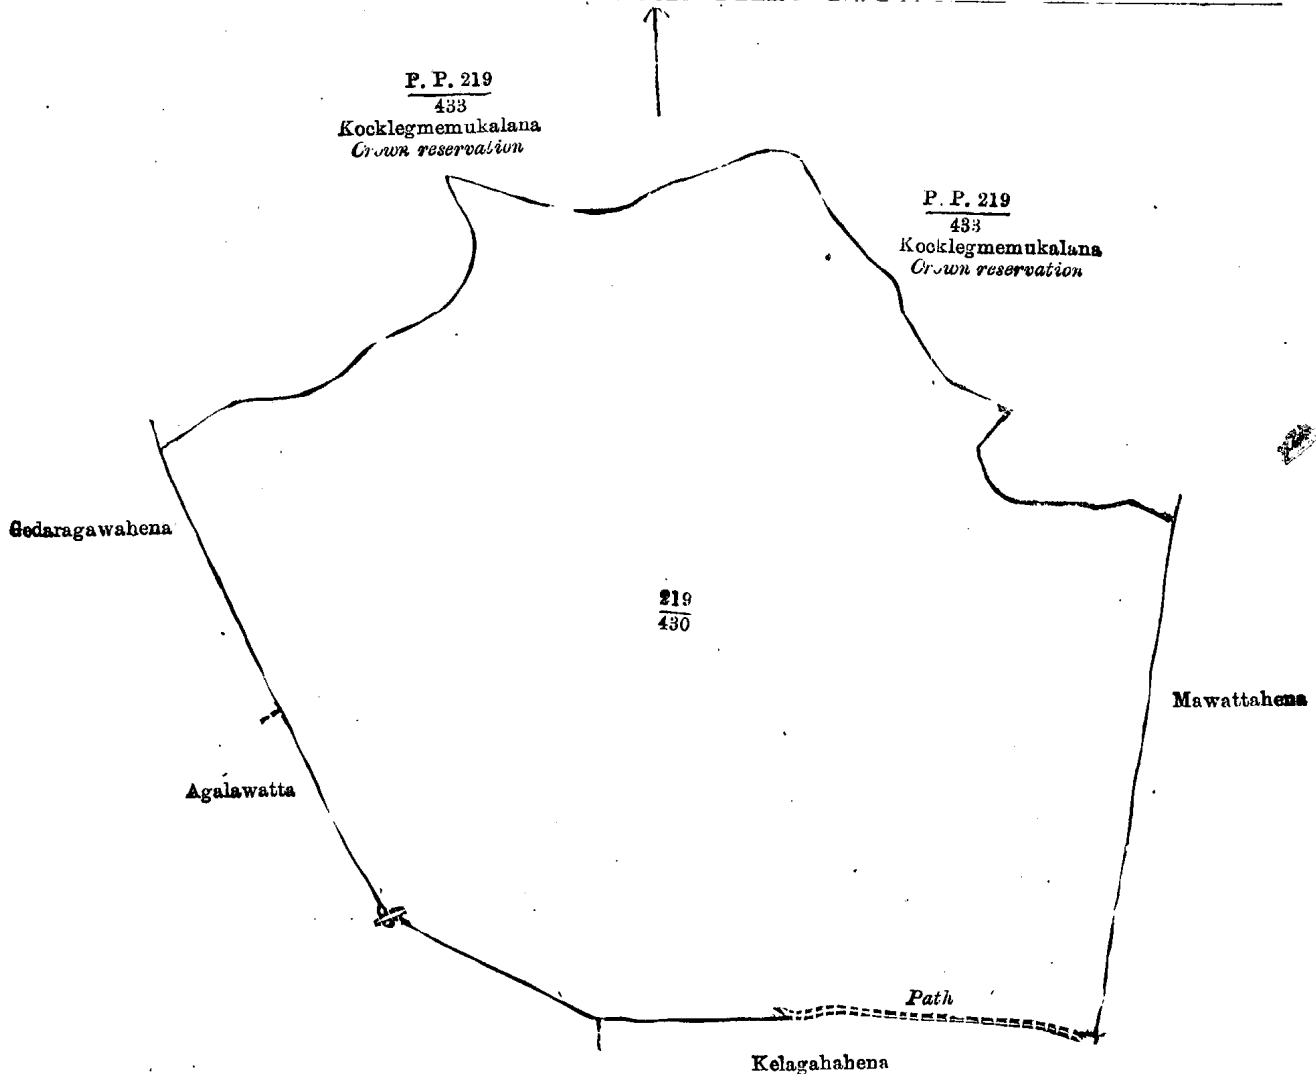 P. P. 219
433
Kocklegmemukalana
Crown reservation
P. P. 219
433
Kocklegmemukalana
Crown reservation
Godaragawahena
219
430
Mawattahena
Agalawatta
Path
Kelagahahena